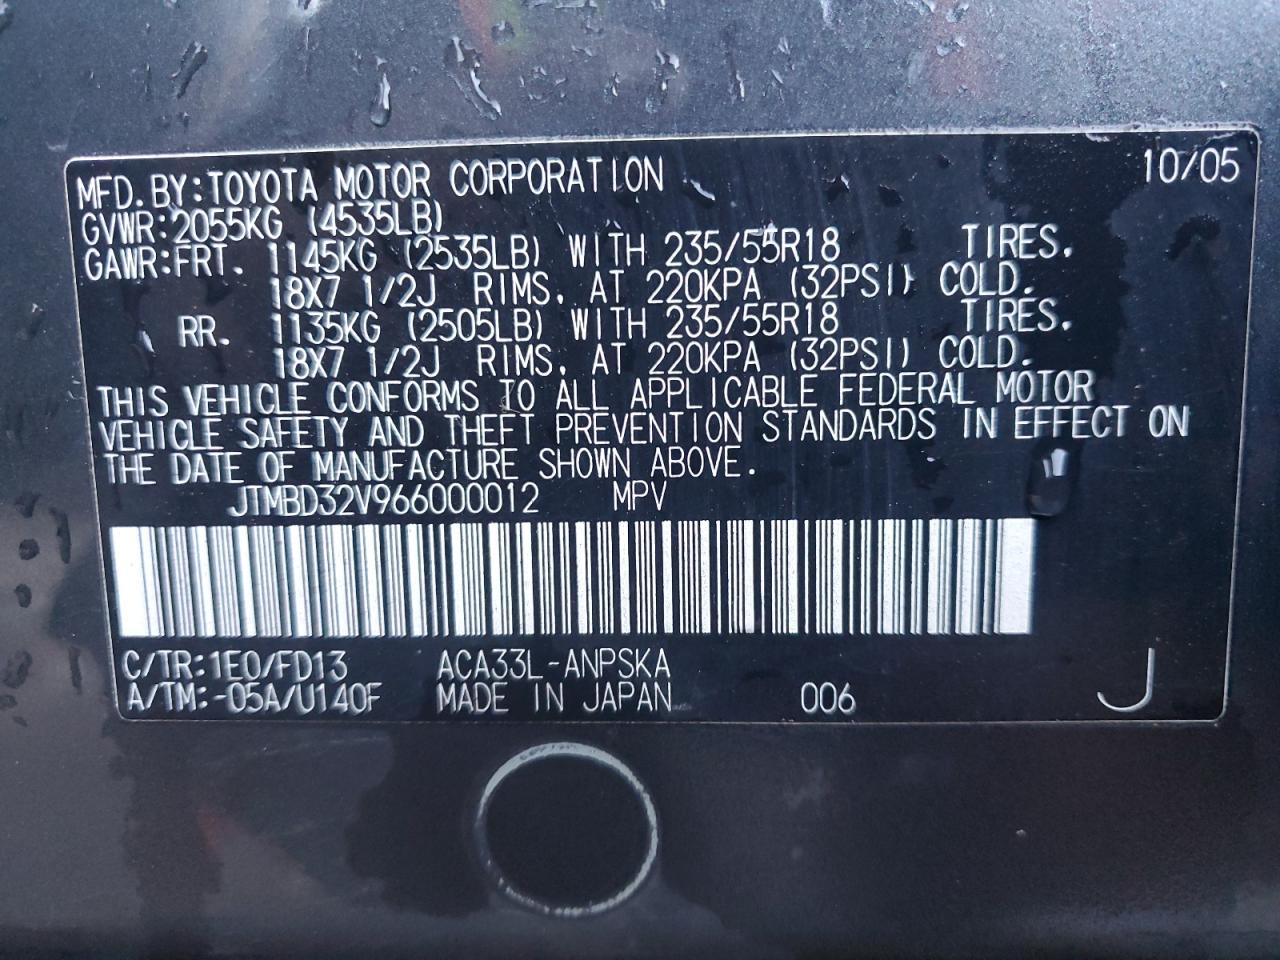 MFD.BY:TOYOTA MOTOR CORPORATION 10/05
GVWR:2055KG (4535LB)
GAWR:FRT. 1145KG (2535LB) WITH 235/55R18 TIRES.
18X7 1/2J RIMS, AT 220KPA (32PSI) COLD.
RR. 1135KG (2505LB) WITH 235/55R18 TIRES.
18X7 1/2J RIMS, AT 220KPA (32PSI) COLD.
THIS VEHICLE CONFORMS TO ALL APPLICABLE FEDERAL MOTOR
VEHICLE SAFETY AND THEFT PREVENTION STANDARDS IN EFFECT ON
THE DATE OF MANUFACTURE SHOWN ABOVE.
JTMBD32V966000012 MPV
C/TR:1E0/FD13 ACA33L-ANPSKA
A/TM:-05A/U140F MADE IN JAPAN 006 J